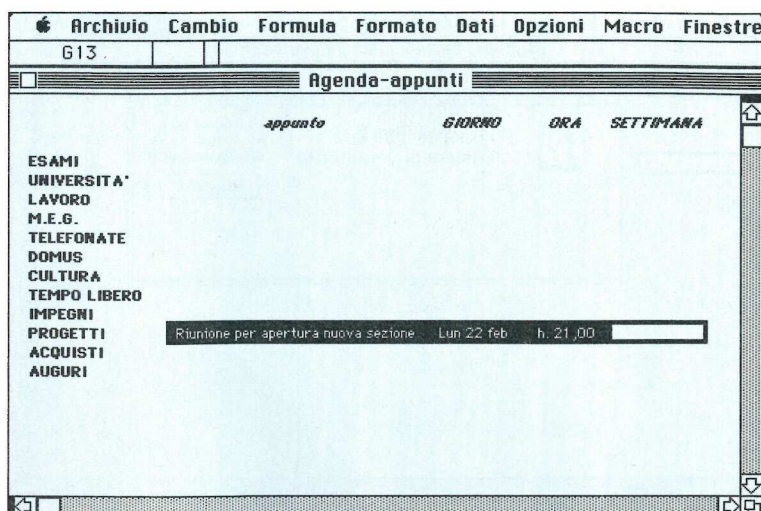 Archivio Cambio Formula Formato Dati Opzioni Macro Finestre
G13
Agenda-appunti
appunto GIORNO ORA SETTIMANA
ESAMI
UNIVERSITA'
LAVORO
M.E.G.
TELEFONATE
DOMUS
CULTURA
TEMPO LIBERO
IMPEGNI
PROGETTI Riunione per apertura nuova sezione Lun 22 feb h. 21,00
ACQUISTI
AUGURI